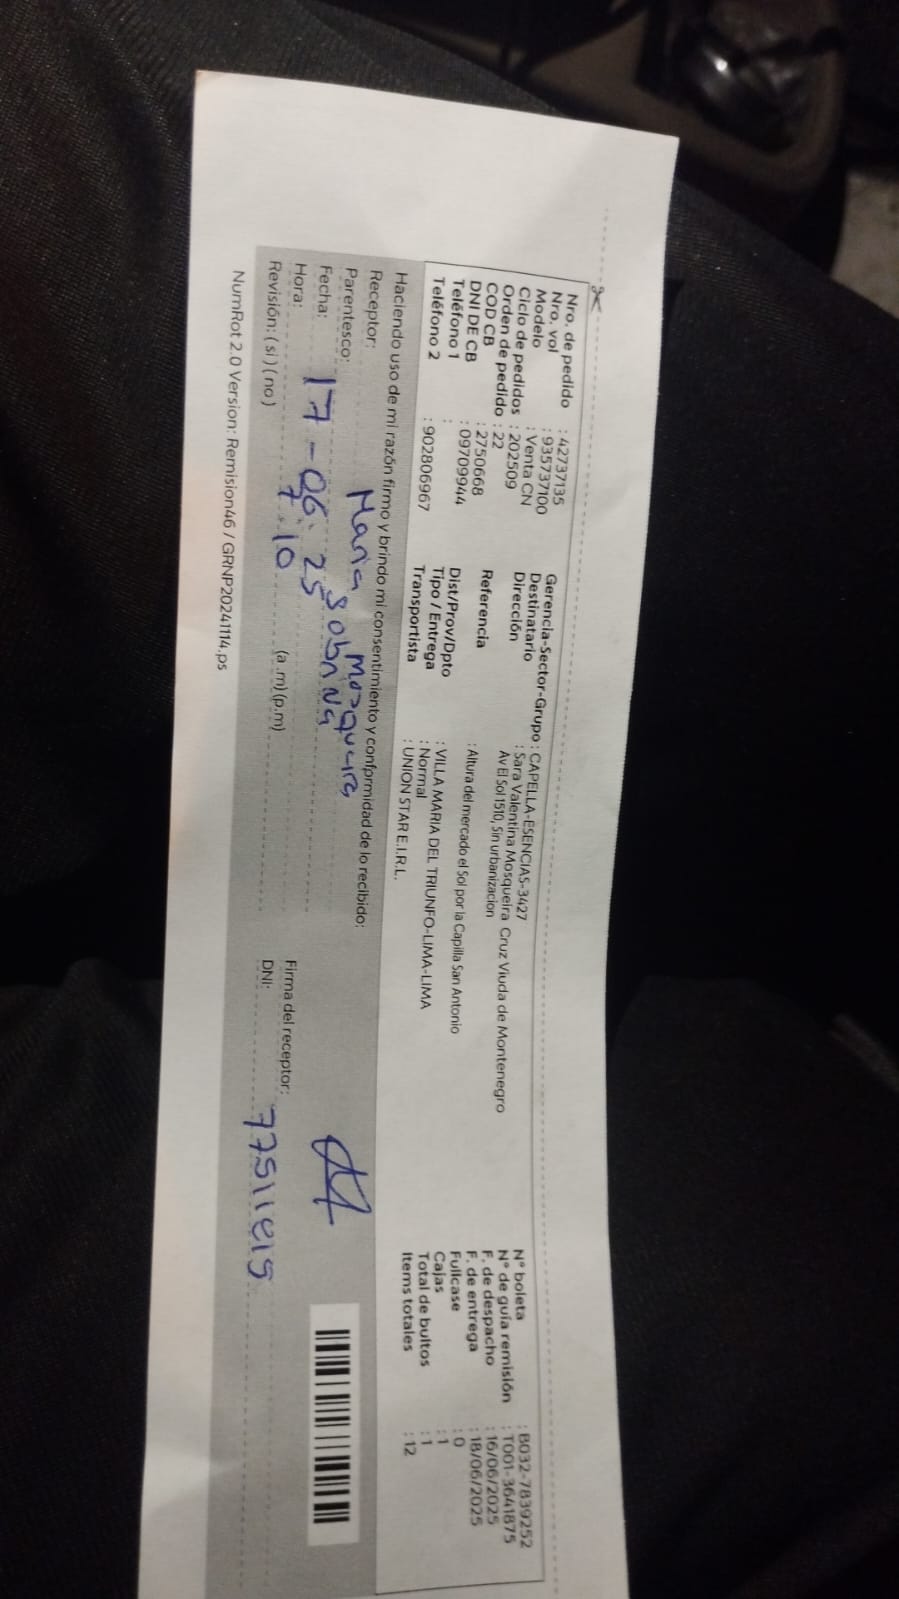 Nro. de pedido : 42737135
Nro. vol : 935737100
Modelo : Venta CN
Ciclo de pedidos : 202509
Orden de pedido : 22
COD CB : 2750668
DNI DE CB : 09709944
Teléfono 1 :
Teléfono 2 : 902806967
Gerencia-Sector-Grupo : CAPELLA-ESENCIAS-3427
Destinatario : Sara Valentina Mosqueira Cruz Viuda de Montenegro
Dirección Av El Sol 1510, Sin urbanizacion
Referencia : Altura del mercado el Sol por la Capilla San Antonio
Dist/Prov/Dpto : VILLA MARIA DEL TRIUNFO-LIMA-LIMA
Tipo / Entrega : Normal
Transportista : UNION STAR E.I.R.L.
N° boleta : B032-7839252
N° de guía remisión : T001-3641875
F. de despacho : 16/06/2025
F. de entrega : 18/06/2025
Fullcase : 0
Cajas : 1
Total de bultos : 1
Items totales : 12
Haciendo uso de mi razón firmo y brindo mi consentimiento y conformidad de lo recibido:
Receptor: Maria Mosqueira
Parentesco: Sobrina
Fecha: 17-06-25
Hora: 7 10 (a.m)(p.m)
Revisión: (si)(no)
Firma del receptor:
DNI:
NumRot 2.0 Version: Remision46 / GRNP20241114.ps